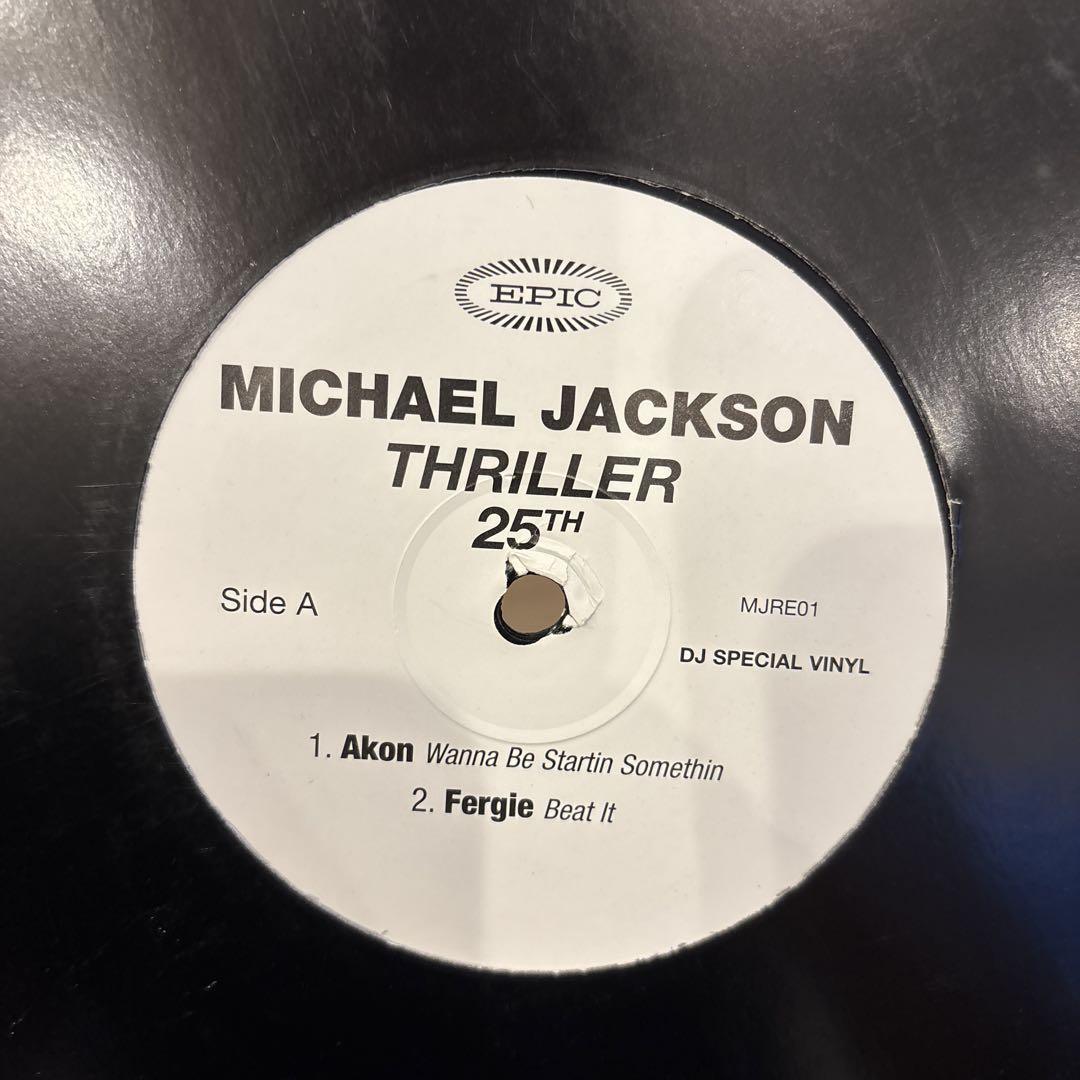 EPIC
MICHAEL JACKSON
THRILLER
25TH
Side A
MJRE01
DJ SPECIAL VINYL
1. Akon Wanna Be Startin Somethin
2. Fergie Beat It